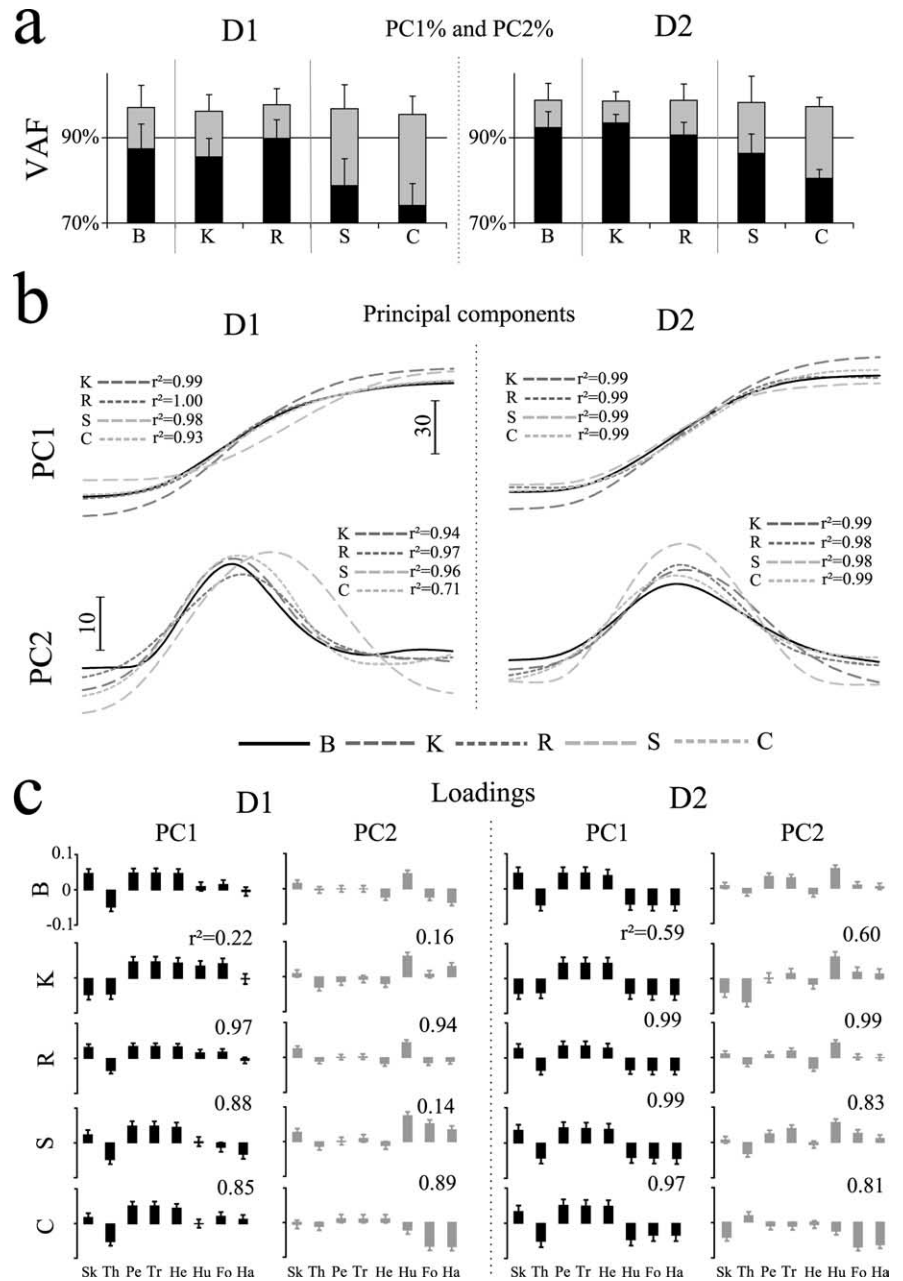 a
D1 PC1% and PC2% D2
VAF
90% 90%
70% 70%
B K R S C B K R S C
b
D1 Principal components D2
PC1
K r²=0.99
R r²=1.00
S r²=0.98
C r²=0.93
30
K r²=0.99
R r²=0.99
S r²=0.99
C r²=0.99
PC2
10
K r²=0.94
R r²=0.97
S r²=0.96
C r²=0.71
K r²=0.99
R r²=0.98
S r²=0.98
C r²=0.99
B K R S C
c
D1 Loadings D2
PC1 PC2 PC1 PC2
B
0.1
0
-0.1
K r²=0.22 0.16 r²=0.59 0.60
R 0.97 0.94 0.99 0.99
S 0.88 0.14 0.99 0.83
C 0.85 0.89 0.97 0.81
Sk Th Pe Tr He Hu Fo Ha Sk Th Pe Tr He Hu Fo Ha Sk Th Pe Tr He Hu Fo Ha Sk Th Pe Tr He Hu Fo Ha